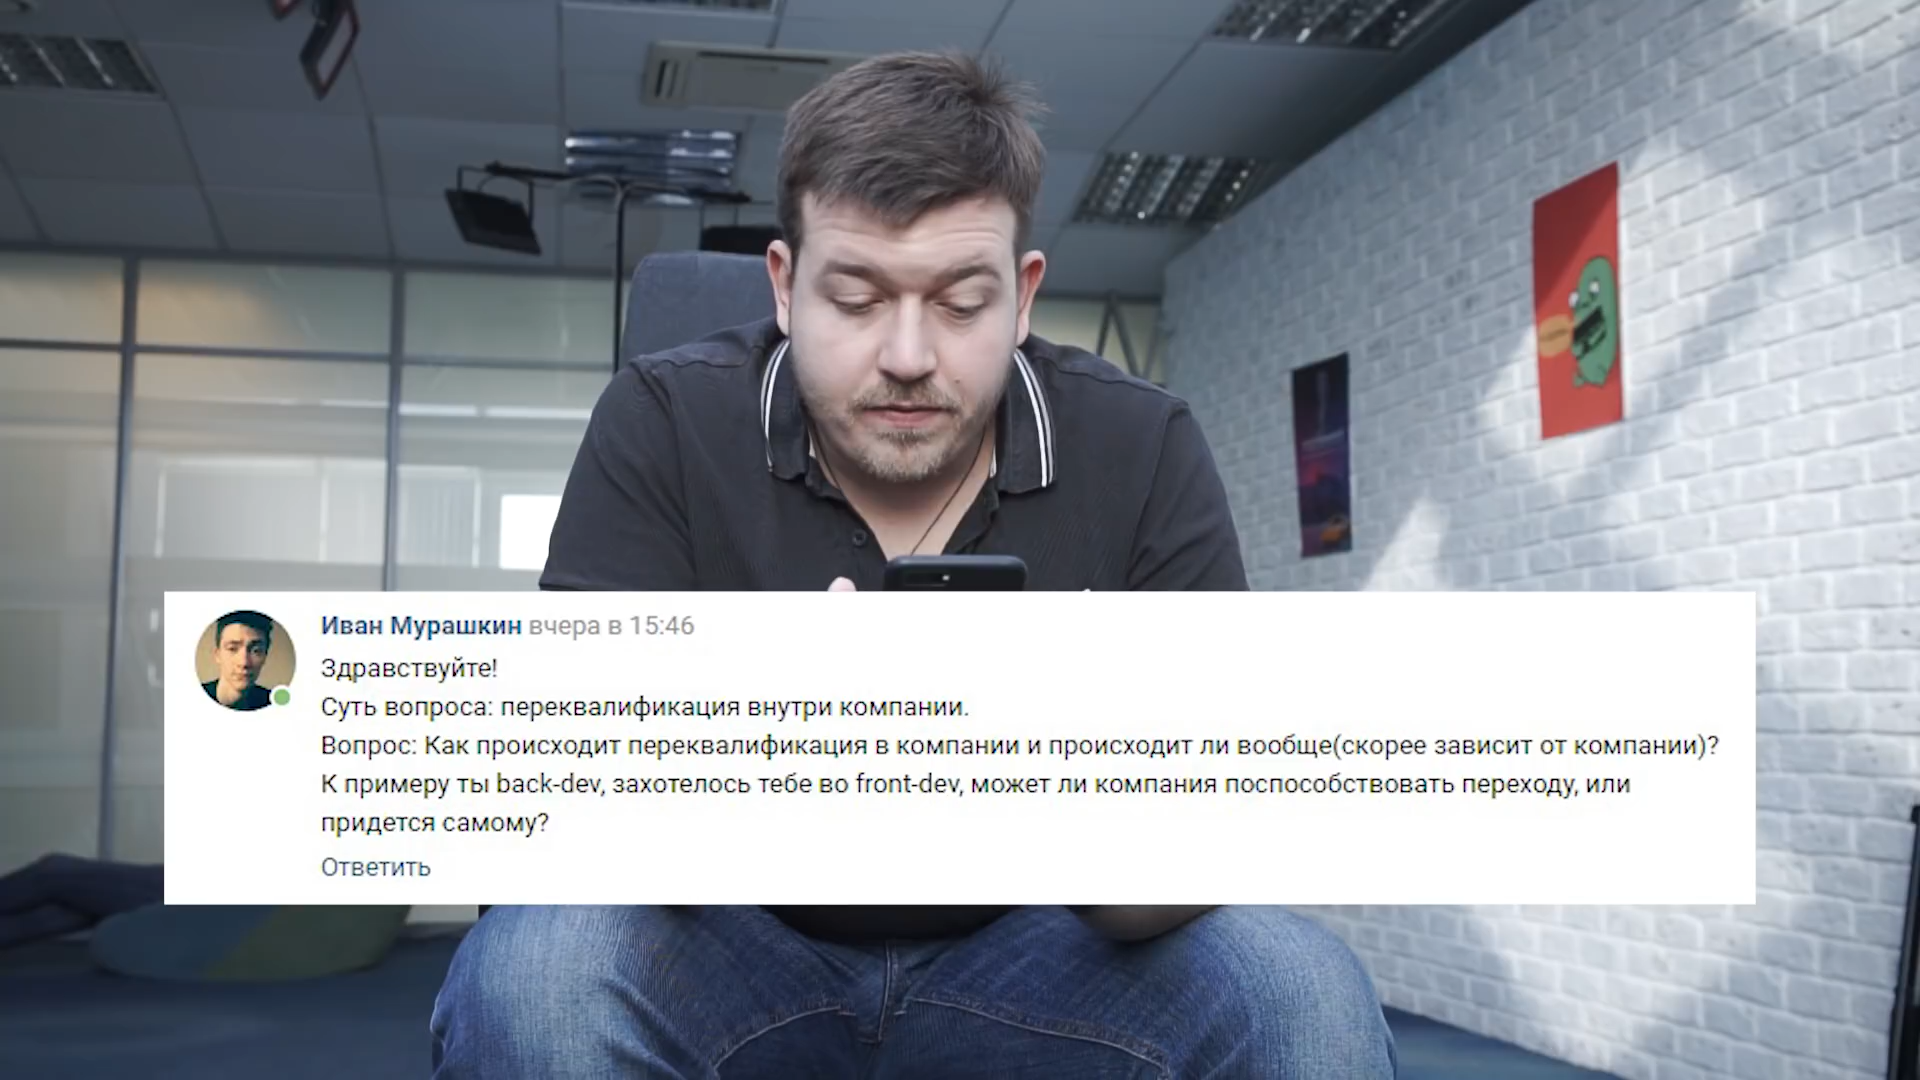 Иван Мурашкин вчера в 15:46
Здравствуйте!
Суть вопроса: переквалификация внутри компании.
Вопрос: Как происходит переквалификация в компании и происходит ли вообще(скорее зависит от компании)?
К примеру ты back-dev, захотелось тебе во front-dev, может ли компания поспособствовать переходу, или
придется самому?
Ответить